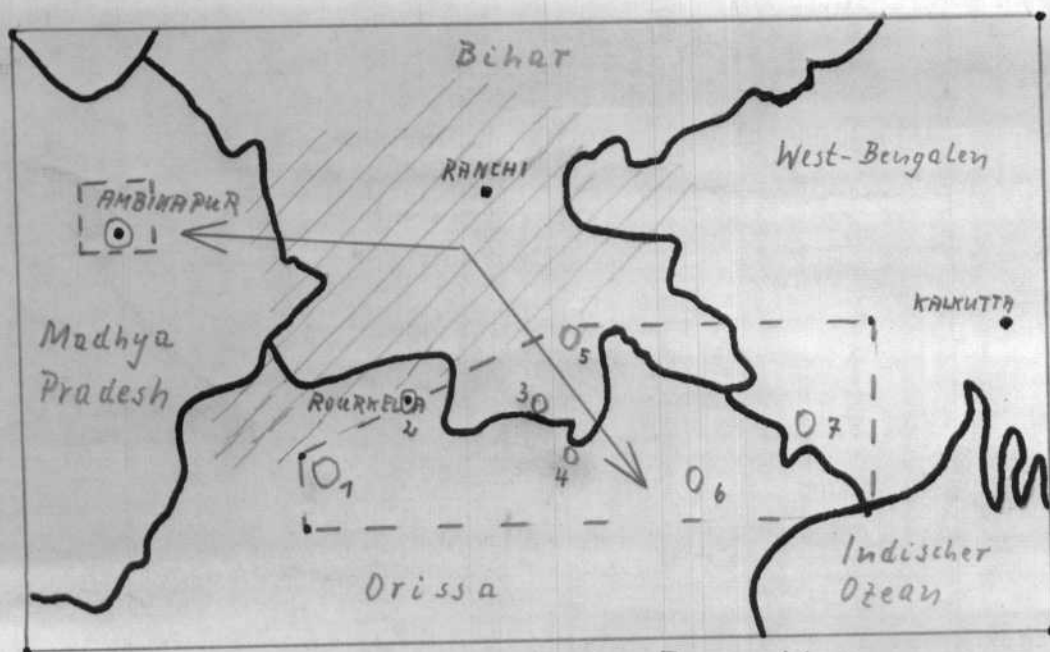 Bihar
RANCHI
West-Bengalen
AMBIKAPUR
KALKUTTA
Madhya
Pradesh
5
ROURKELA
2
3
4
7
1
6
Indischer
Ozean
Orissa